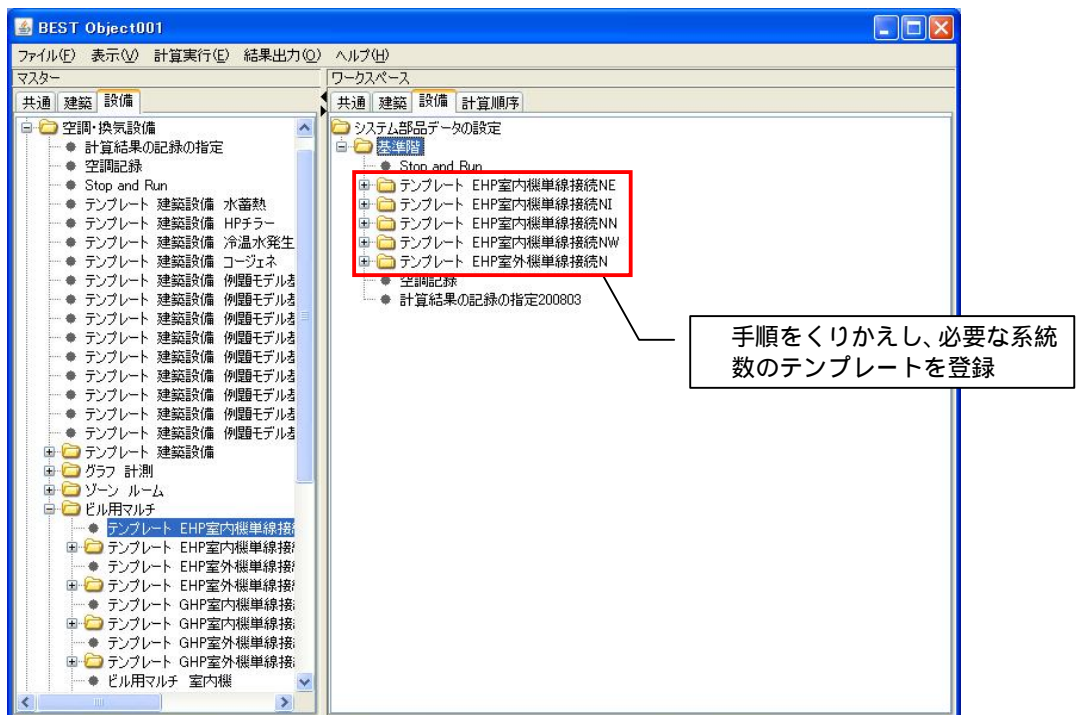 BEST Object001
ファイル(F) 表示(V) 計算実行(E) 結果出力(O) ヘルプ(H)
マスター
共通 建築 設備
空調・換気設備
計算結果の記録の指定
空調記録
Stop and Run
テンプレート 建築設備 水蓄熱
テンプレート 建築設備 HPチラー
テンプレート 建築設備 冷温水発生
テンプレート 建築設備 コージェネ
テンプレート 建築設備 例題モデル基
テンプレート 建築設備 例題モデル基
テンプレート 建築設備 例題モデル基
テンプレート 建築設備 例題モデル基
テンプレート 建築設備 例題モデル基
テンプレート 建築設備 例題モデル基
テンプレート 建築設備 例題モデル基
テンプレート 建築設備 例題モデル基
テンプレート 建築設備 例題モデル基
テンプレート 建築設備
グラフ 計測
ゾーン ルーム
ビル用マルチ
テンプレート EHP室内機単線接続
テンプレート EHP室内機単線接続
テンプレート EHP室外機単線接続
テンプレート EHP室外機単線接続
テンプレート GHP室内機単線接続
テンプレート GHP室内機単線接続
テンプレート GHP室外機単線接続
テンプレート GHP室外機単線接続
ビル用マルチ 室内機
ワークスペース
共通 建築 設備 計算順序
システム部品データの設定
基準階
Stop and Run
テンプレート EHP室内機単線接続NE
テンプレート EHP室内機単線接続NI
テンプレート EHP室内機単線接続NN
テンプレート EHP室内機単線接続NW
テンプレート EHP室外機単線接続N
空調記録
計算結果の記録の指定200803
手順をくりかえし、必要な系統
数のテンプレートを登録